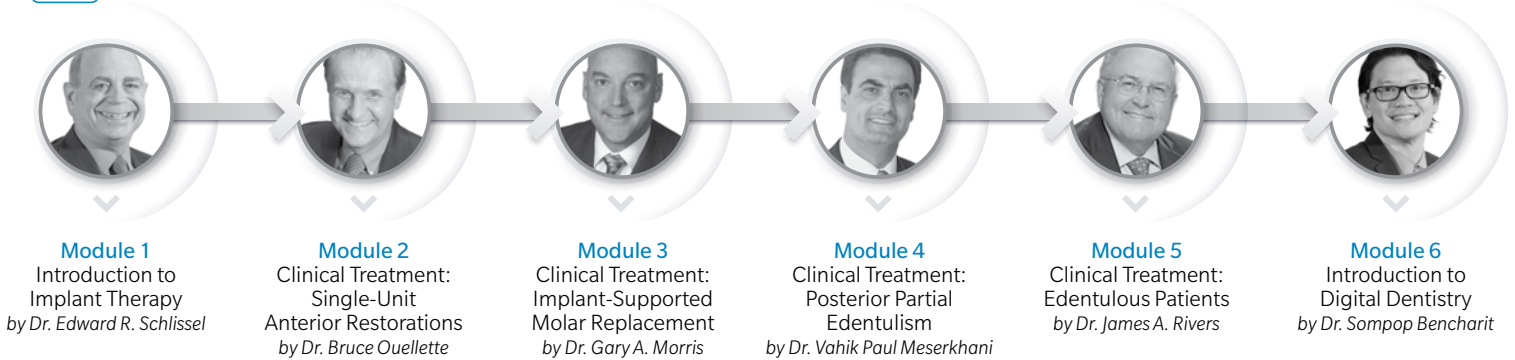 Module 1
Introduction to
Implant Therapy
by Dr. Edward R. Schlissel
Module 2
Clinical Treatment:
Single-Unit
Anterior Restorations
by Dr. Bruce Ouellette
Module 3
Clinical Treatment:
Implant-Supported
Molar Replacement
by Dr. Gary A. Morris
Module 4
Clinical Treatment:
Posterior Partial
Edentulism
by Dr. Vahik Paul Meserkhani
Module 5
Clinical Treatment:
Edentulous Patients
by Dr. James A. Rivers
Module 6
Introduction to
Digital Dentistry
by Dr. Sompop Bencharit